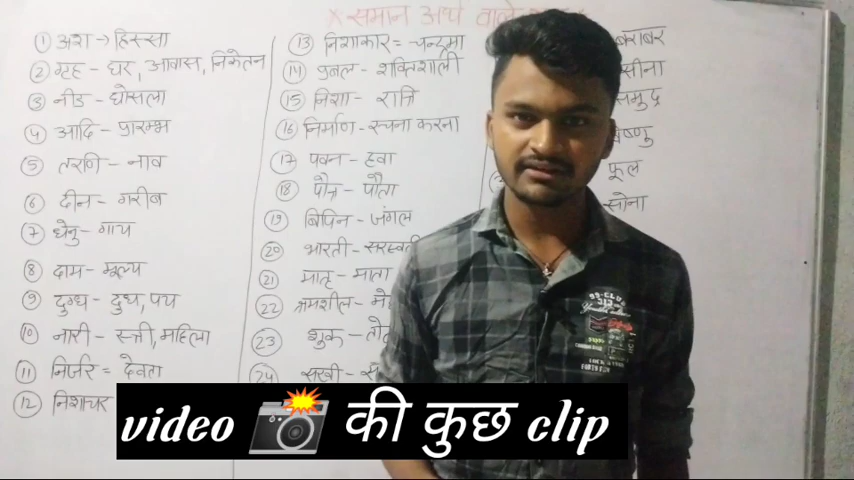 * समान अर्थ वाले
① अंश → हिस्सा
② गृह - घर, आवास, निकेतन
③ नीड - घोसला
④ आदि - प्रारम्भ
⑤ तरणि - नाव
⑥ दीन - गरीब
⑦ धेनु - गाय
⑧ दाम - मूल्य
⑨ दुग्ध - दुध, पय
⑩ नारी - स्त्री, महिला
⑪ निर्जर = देवता
⑫ निशाचर
⑬ निशाकार = चन्द्रमा
⑭ प्रबल - शक्तिशाली
⑮ निशा - रात्रि
⑯ निर्माण - रचना करना
⑰ पवन - हवा
⑱ पौत्र - पौता
⑲ बिपिन - जंगल
⑳ भारती - सरस्वती
㉑ मातृ - माता
㉒ श्रमशील -
㉓ शुक -
㉔ सखी -
बराबर
सीना
समुद्र
फूल
सोना
99-CLUB
video की कुछ clip